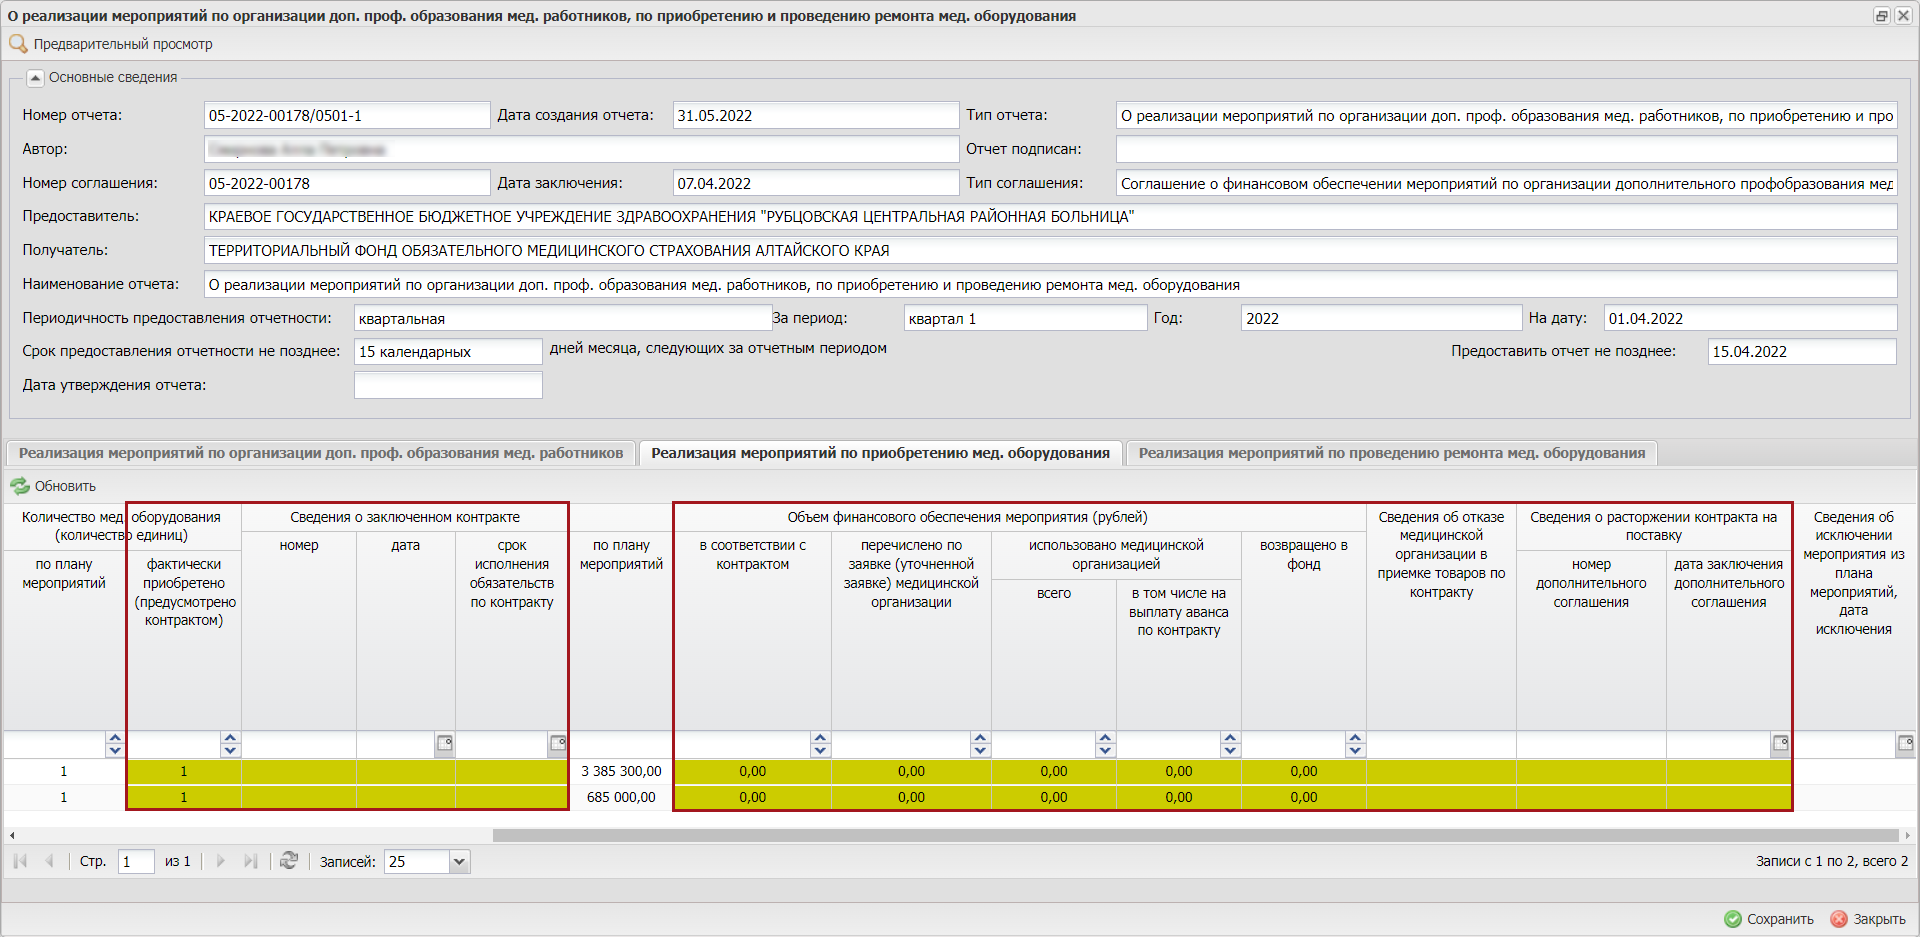 О реализации мероприятий по организации доп. проф. образования мед. работников, по приобретению и проведению ремонта мед. оборудования
Предварительный просмотр
Основные сведения
Номер отчета: 05-2022-00178/0501-1 Дата создания отчета: 31.05.2022 Тип отчета: О реализации мероприятий по организации доп. проф. образования мед. работников, по приобретению и про
Автор: Отчет подписан:
Номер соглашения: 05-2022-00178 Дата заключения: 07.04.2022 Тип соглашения: Соглашение о финансовом обеспечении мероприятий по организации дополнительного профобразования мед
Предоставитель: КРАЕВОЕ ГОСУДАРСТВЕННОЕ БЮДЖЕТНОЕ УЧРЕЖДЕНИЕ ЗДРАВООХРАНЕНИЯ "РУБЦОВСКАЯ ЦЕНТРАЛЬНАЯ РАЙОННАЯ БОЛЬНИЦА"
Получатель: ТЕРРИТОРИАЛЬНЫЙ ФОНД ОБЯЗАТЕЛЬНОГО МЕДИЦИНСКОГО СТРАХОВАНИЯ АЛТАЙСКОГО КРАЯ
Наименование отчета: О реализации мероприятий по организации доп. проф. образования мед. работников, по приобретению и проведению ремонта мед. оборудования
Периодичность предоставления отчетности: квартальная За период: квартал 1 Год: 2022 На дату: 01.04.2022
Срок предоставления отчетности не позднее: 15 календарных дней месяца, следующих за отчетным периодом Предоставить отчет не позднее: 15.04.2022
Дата утверждения отчета:
Реализация мероприятий по организации доп. проф. образования мед. работников Реализация мероприятий по приобретению мед. оборудования Реализация мероприятий по проведению ремонта мед. оборудования
Обновить
Количество мед. оборудования
(количество единиц)
по плану
мероприятий
фактически
приобретено
(предусмотрено
контрактом)
Сведения о заключенном контракте
номер
дата
срок
исполнения
обязательств
по контракту
по плану
мероприятий
Объем финансового обеспечения мероприятия (рублей)
в соответствии с
контрактом
перечислено по
заявке (уточненной
заявке) медицинской
организации
использовано медицинской
организацией
всего
в том числе на
выплату аванса
по контракту
возвращено в
фонд
Сведения об отказе
медицинской
организации в
приемке товаров по
контракту
Сведения о расторжении контракта на
поставку
номер
дополнительного
соглашения
дата заключения
дополнительного
соглашения
Сведения об
исключении
мероприятия из
плана
мероприятий,
дата
исключения
1 1 3 385 300,00 0,00 0,00 0,00 0,00 0,00
1 1 685 000,00 0,00 0,00 0,00 0,00 0,00
Стр. 1 из 1 Записей: 25 Записи с 1 по 2, всего 2
Сохранить Закрыть